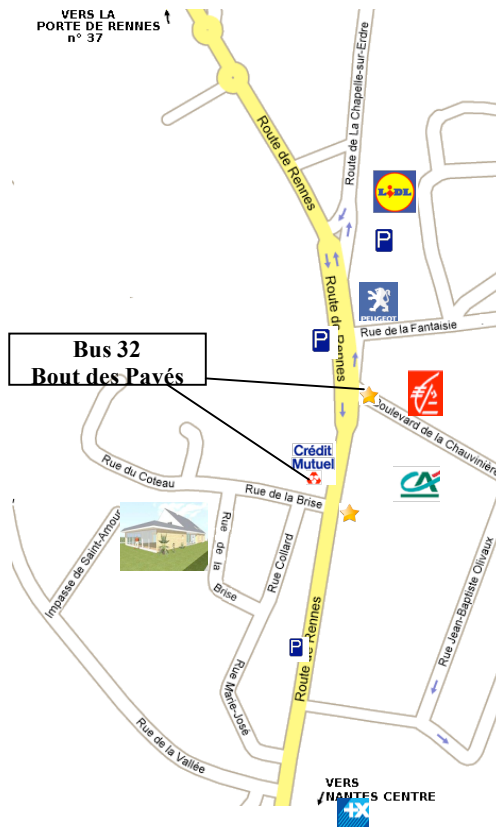 VERS LA
PORTE DE RENNES
n° 37
Route de La Chapelle-sur-Erdre
Route de Rennes
LiDL
P
PEUGEOT
Rue de la Fantaisie
Route de Rennes
P
Bus 32
Bout des Pavés
Boulevard de la Chauvinière
Crédit
Mutuel
CA
Rue du Coteau
Rue de la Brise
Impasse de Saint-Amour
Rue de la
Brise
Rue Collard
Rue Jean-Baptiste Olivaux
Route de Rennes
P
Rue Marie-José
Rue de la Vallée
VERS
NANTES CENTRE